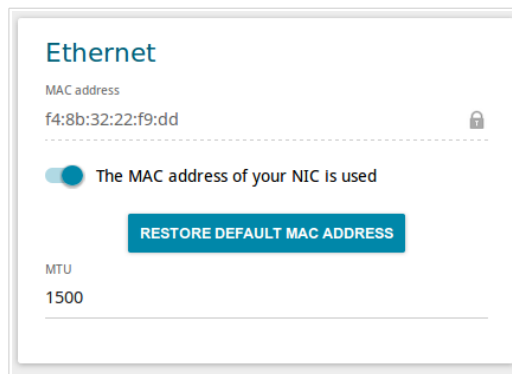 Ethernet
MAC address
f4:8b:32:22:f9:dd
The MAC address of your NIC is used
RESTORE DEFAULT MAC ADDRESS
MTU
1500